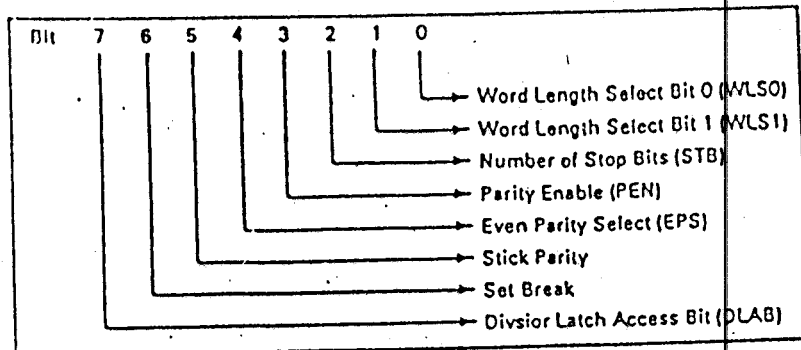 Bit 7 6 5 4 3 2 1 0
Word Length Select Bit 0 (WLS0)
Word Length Select Bit 1 (WLS1)
Number of Stop Bits (STB)
Parity Enable (PEN)
Even Parity Select (EPS)
Stick Parity
Set Break
Divsior Latch Access Bit (DLAB)